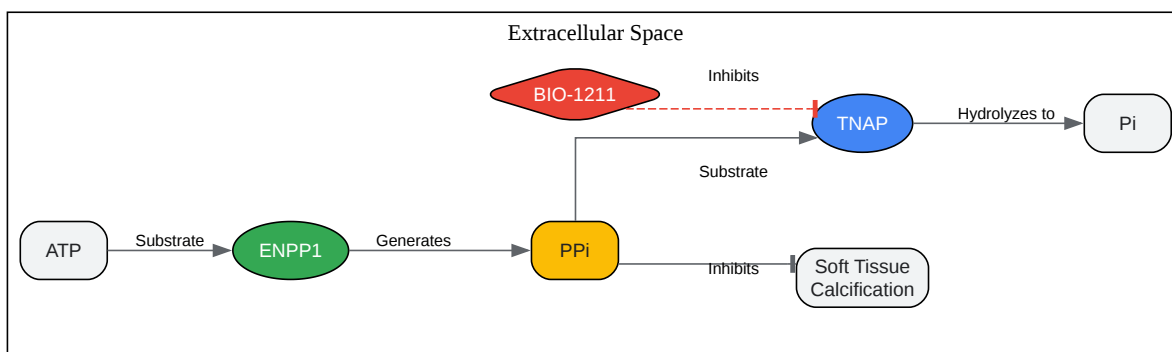 Extracellular Space
BIO-1211
Inhibits
TNAP
Hydrolyzes to
Pi
Substrate
ATP
Substrate
ENPP1
Generates
PPi
Inhibits
Soft Tissue
Calcification